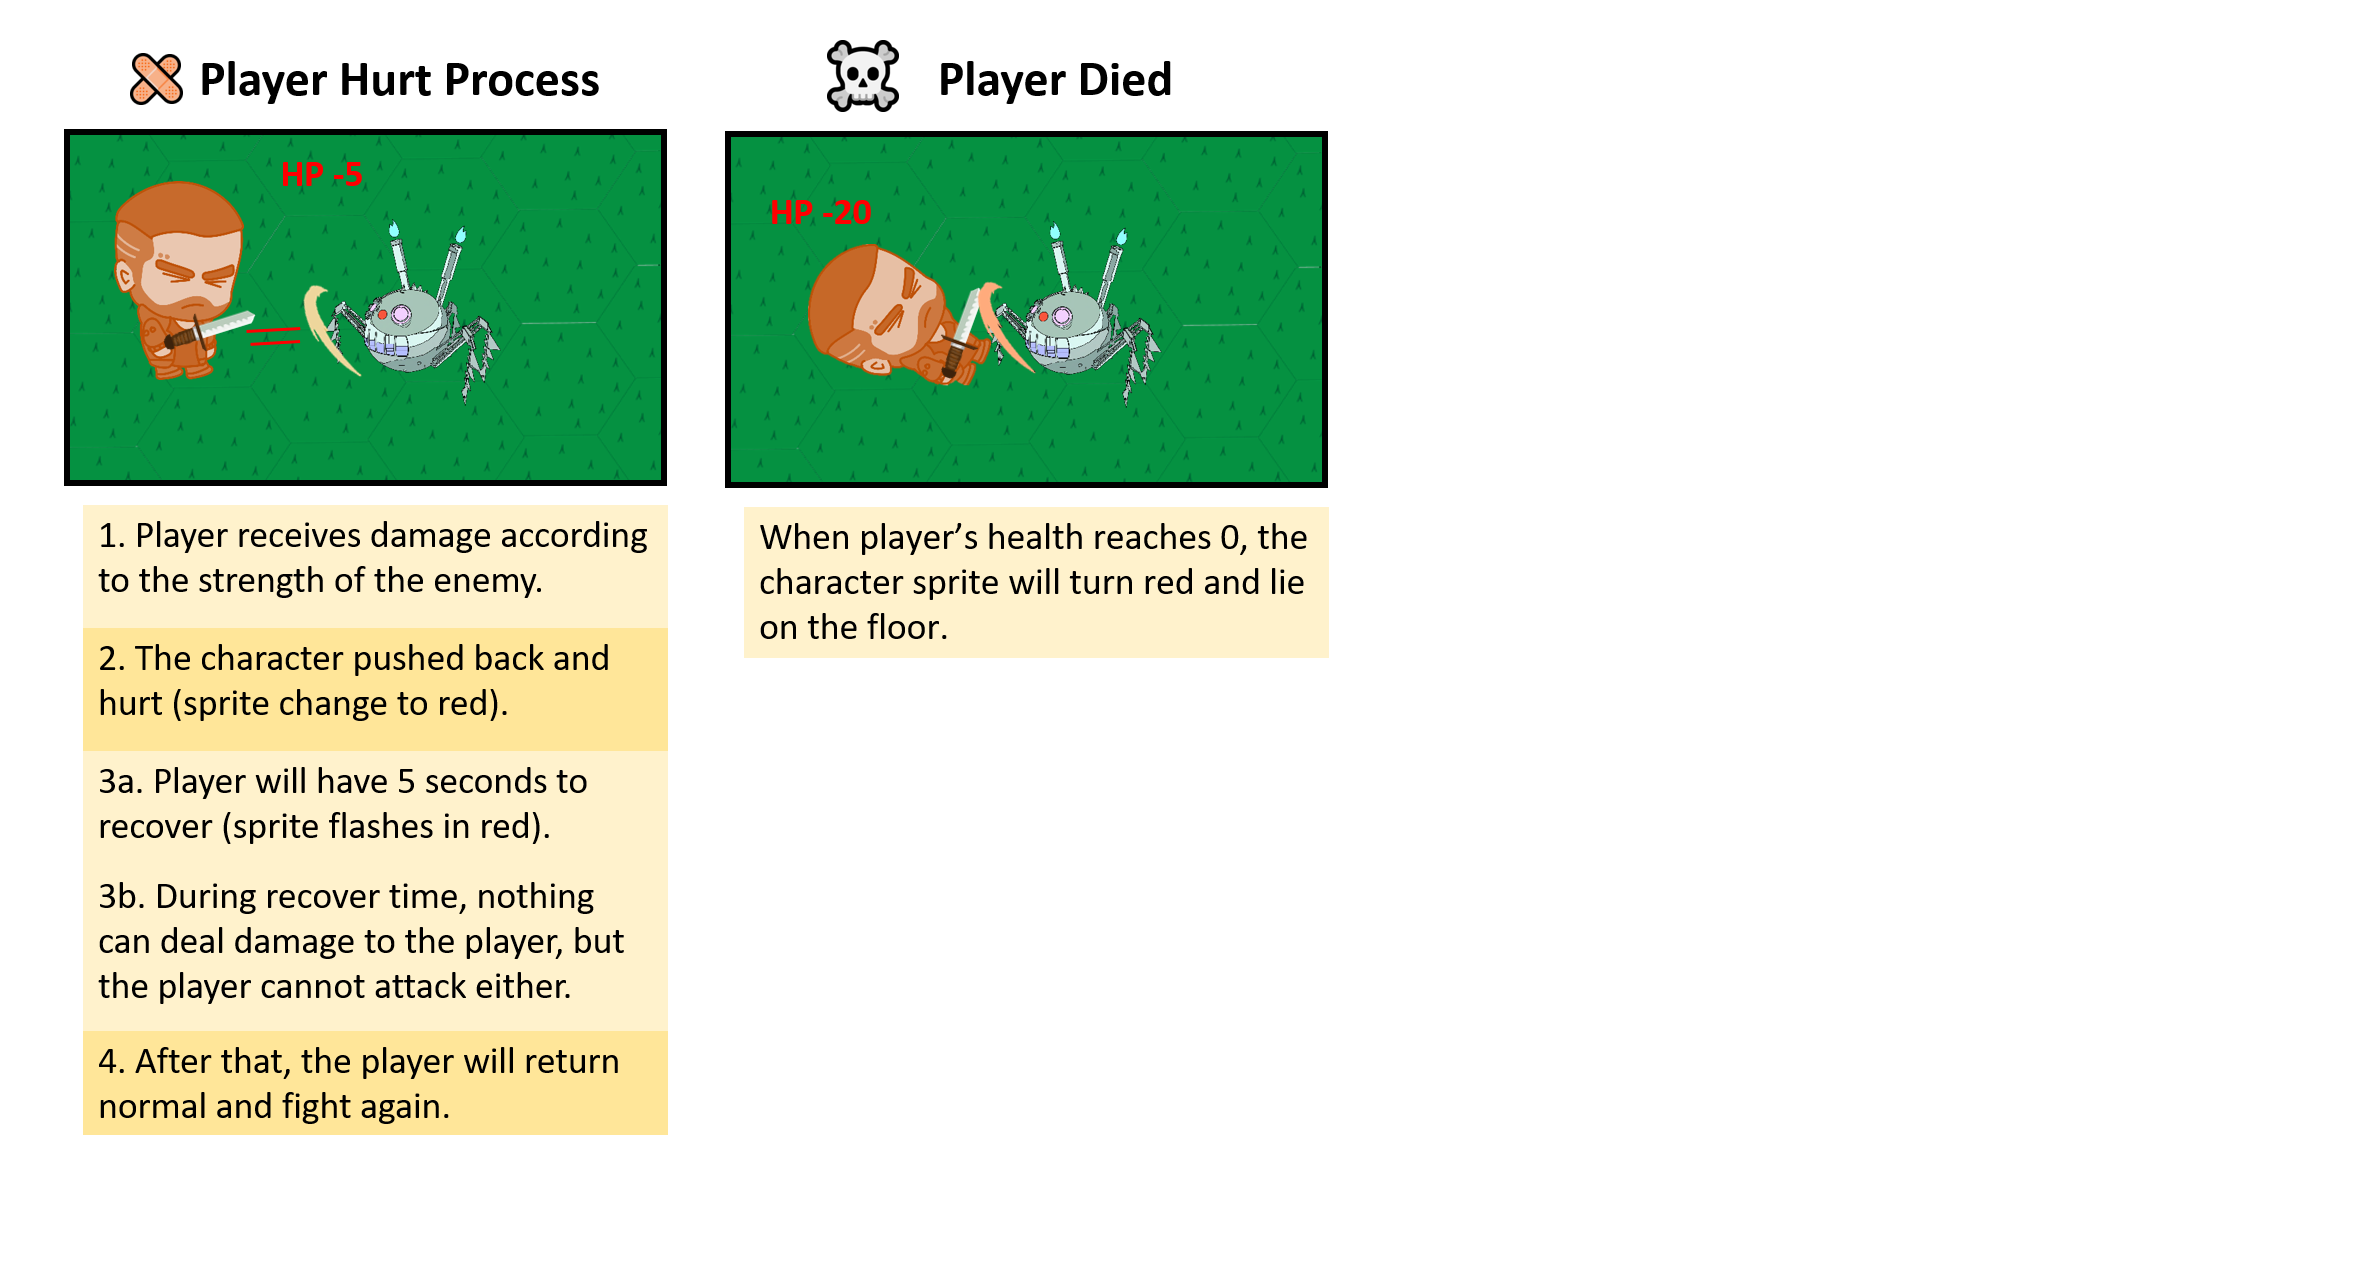 Player Hurt Process
HP -5
1. Player receives damage according
to the strength of the enemy.
2. The character pushed back and
hurt (sprite change to red).
3a. Player will have 5 seconds to
recover (sprite flashes in red).
3b. During recover time, nothing
can deal damage to the player, but
the player cannot attack either.
4. After that, the player will return
normal and fight again.
Player Died
HP -20
When player’s health reaches 0, the
character sprite will turn red and lie
on the floor.